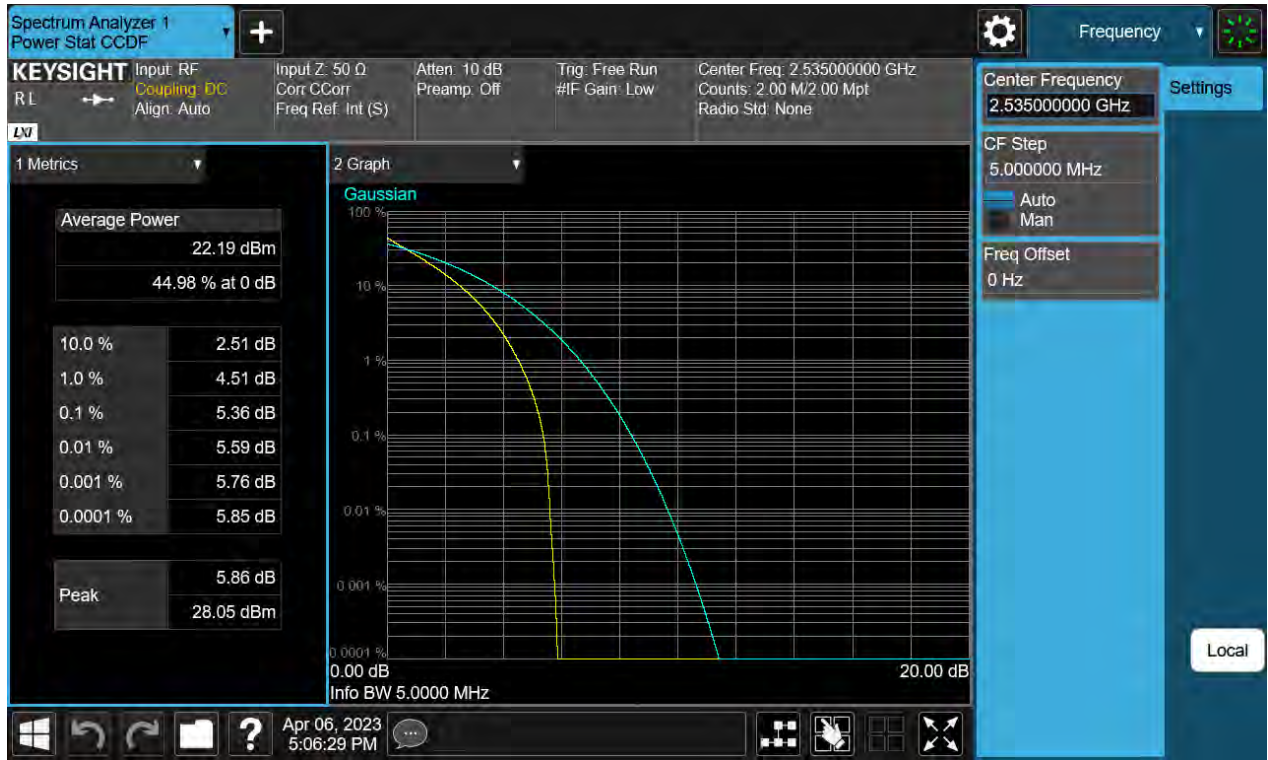 Spectrum Analyzer 1
Power Stat CCDF
+
Frequency
KEYSIGHT
RL
LXI
Input: RF
Coupling: DC
Align: Auto
Input Z: 50 Ω
Corr CCorr
Freq Ref: Int (S)
Atten: 10 dB
Preamp: Off
Trig: Free Run
#IF Gain: Low
Center Freq: 2.535000000 GHz
Counts: 2.00 M/2.00 Mpt
Radio Std: None
Center Frequency
2.535000000 GHz
Settings
CF Step
5.000000 MHz
Auto
Man
Freq Offset
0 Hz
Local
1 Metrics
Average Power
22.19 dBm
44.98 % at 0 dB
10.0 % 2.51 dB
1.0 % 4.51 dB
0.1 % 5.36 dB
0.01 % 5.59 dB
0.001 % 5.76 dB
0.0001 % 5.85 dB
Peak
5.86 dB
28.05 dBm
2 Graph
Gaussian
100 %
10 %
1 %
0.1 %
0.01 %
0.001 %
0.0001 %
0.00 dB 20.00 dB
Info BW 5.0000 MHz
?
Apr 06, 2023
5:06:29 PM